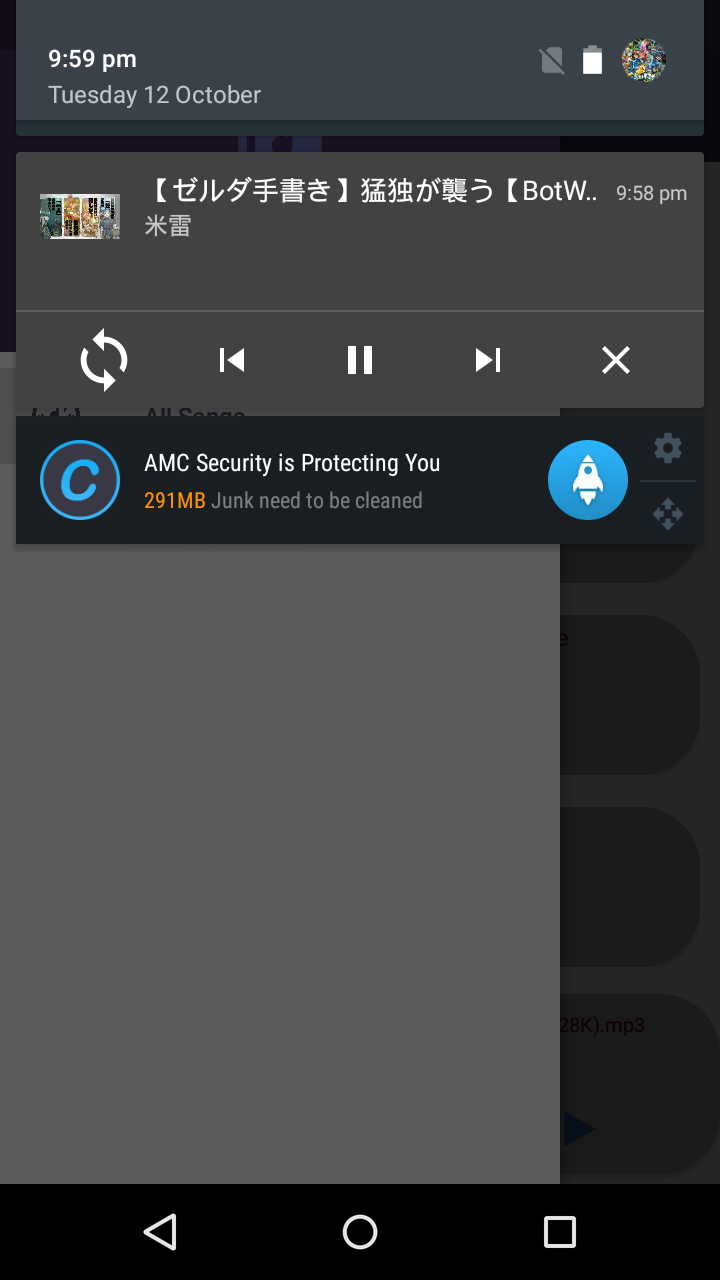 9:59 pm
Tuesday 12 October
【ゼルダ手書き】猛独が襲う【BotW..
9:58 pm
米雷
All Songs
AMC Security is Protecting You
291MB Junk need to be cleaned
28K).mp3